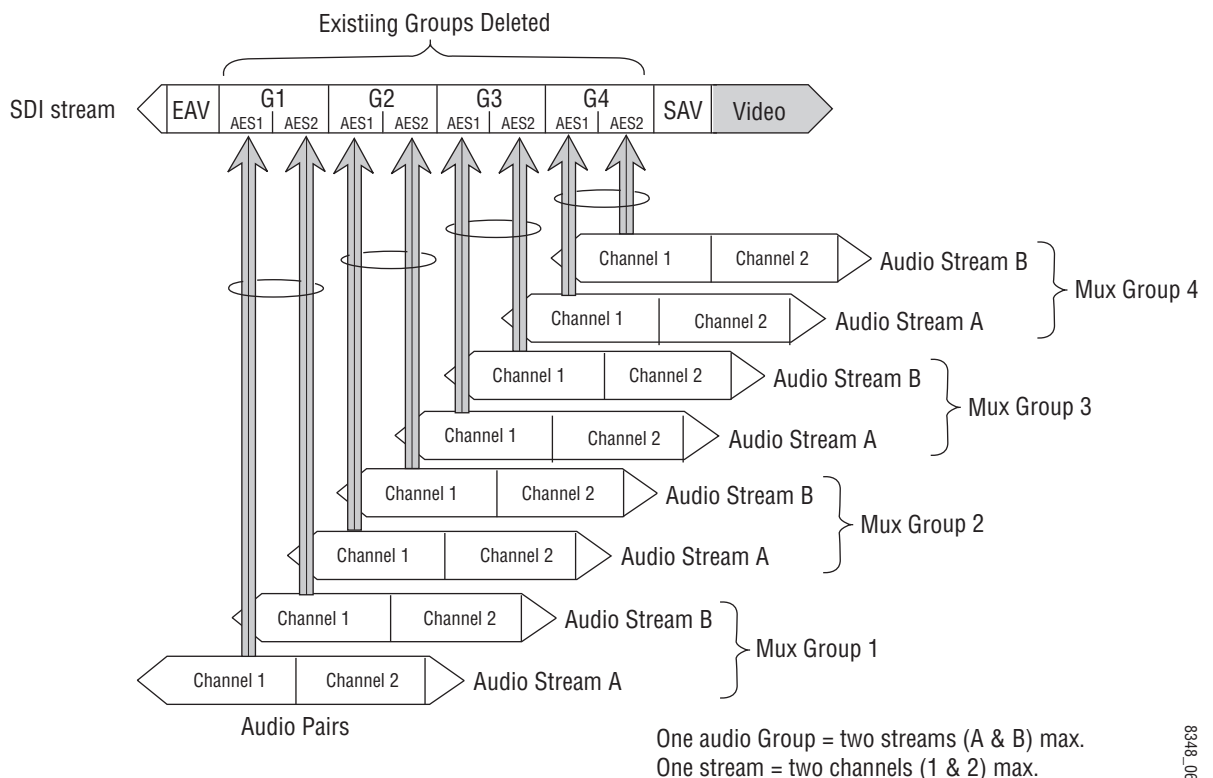 Existiing Groups Deleted
SDI stream
EAV G1 G2 G3 G4 SAV Video
AES1 AES2 AES1 AES2 AES1 AES2 AES1 AES2
Channel 1 Channel 2 Audio Stream B
Mux Group 4
Channel 1 Channel 2 Audio Stream A
Channel 1 Channel 2 Audio Stream B
Mux Group 3
Channel 1 Channel 2 Audio Stream A
Channel 1 Channel 2 Audio Stream B
Mux Group 2
Channel 1 Channel 2 Audio Stream A
Channel 1 Channel 2 Audio Stream B
Mux Group 1
Channel 1 Channel 2 Audio Stream A
Audio Pairs
One audio Group = two streams (A & B) max.
One stream = two channels (1 & 2) max.